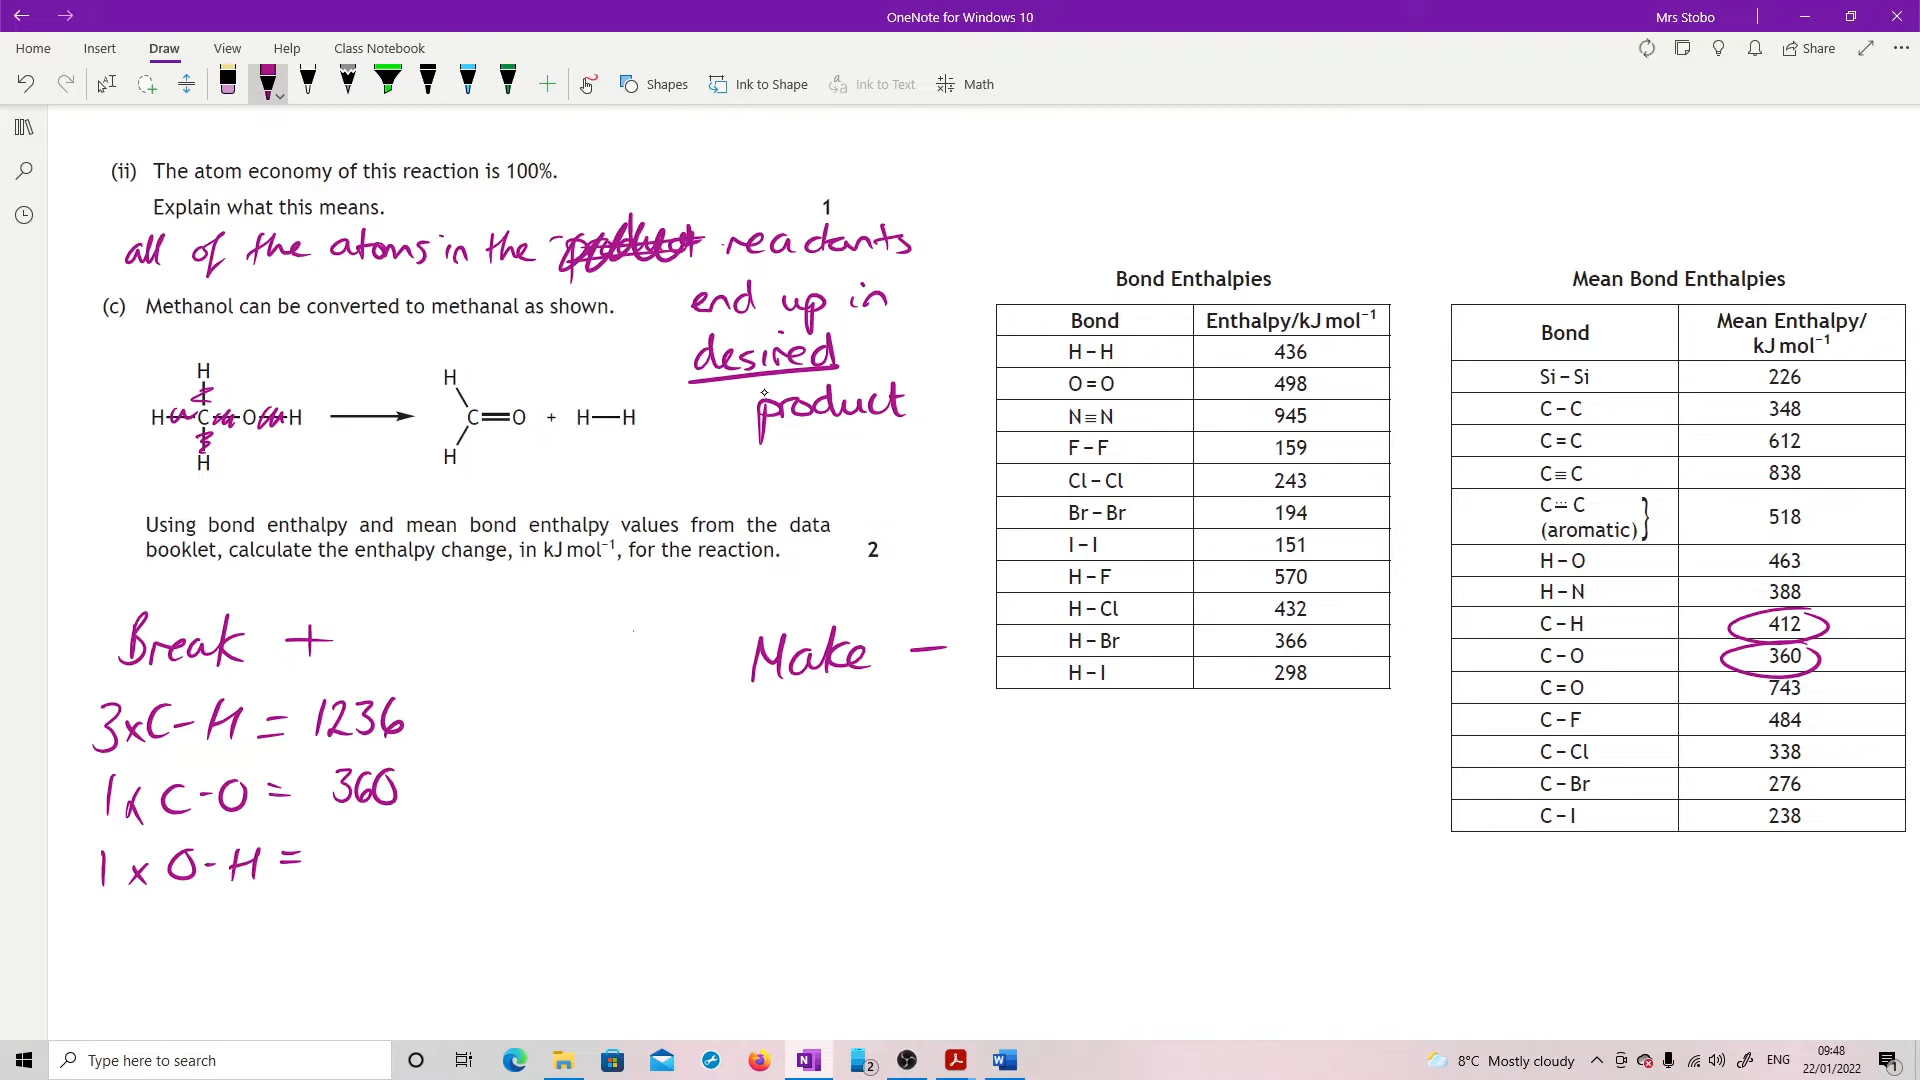 OneNote for Windows 10
Mrs Stobo
Home Insert Draw View Help Class Notebook
Share
Shapes Ink to Shape Ink to Text Math
(ii) The atom economy of this reaction is 100%.
Explain what this means. 1
all of the atoms in the reactants
end up in
desired
product
(c) Methanol can be converted to methanal as shown.
H
H C O H
H
H
C=O + H—H
H
Using bond enthalpy and mean bond enthalpy values from the data
booklet, calculate the enthalpy change, in kJ mol⁻¹, for the reaction. 2
Break +
3xC-H = 1236
1x C-O = 360
1 x O-H =
Make -
Bond Enthalpies
Bond Enthalpy/kJ mol⁻¹
H – H 436
O = O 498
N ≡ N 945
F – F 159
Cl – Cl 243
Br – Br 194
I – I 151
H – F 570
H – Cl 432
H – Br 366
H – I 298
Mean Bond Enthalpies
Bond Mean Enthalpy/
kJ mol⁻¹
Si – Si 226
C – C 348
C = C 612
C ≡ C 838
C C
(aromatic) 518
H – O 463
H – N 388
C – H 412
C – O 360
C = O 743
C – F 484
C – Cl 338
C – Br 276
C – I 238
Type here to search
2
8°C Mostly cloudy
ENG
09:48
22/01/2022
1